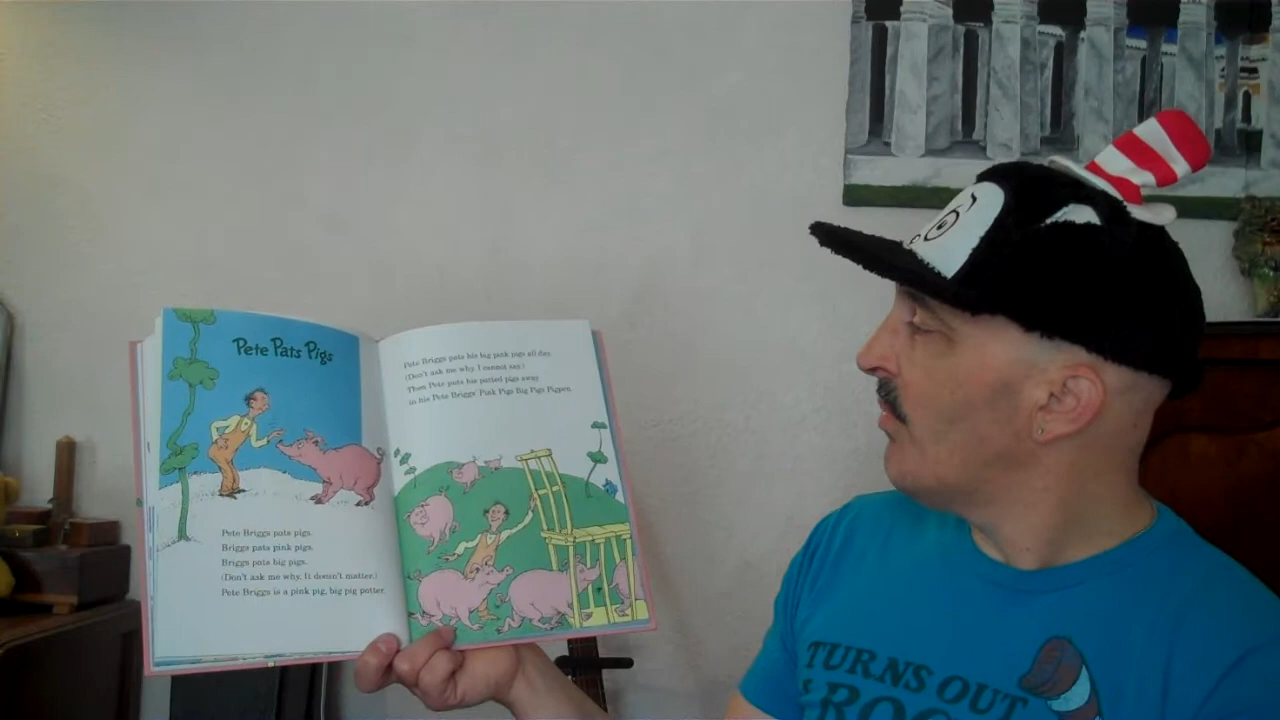 Pete Pats Pigs
Pete Briggs pats pigs.
Briggs pats pink pigs.
Briggs pats big pigs.
(Don't ask me why. It doesn't matter.)
Pete Briggs is a pink pig, big pig patter.
Pete Briggs pats his big pink pigs all day.
(Don't ask me why. I cannot say.)
Then Pete puts his patted pigs away
in his Pete Briggs' Pink Pigs Big Pigs Pigpen.
TURNS OUT